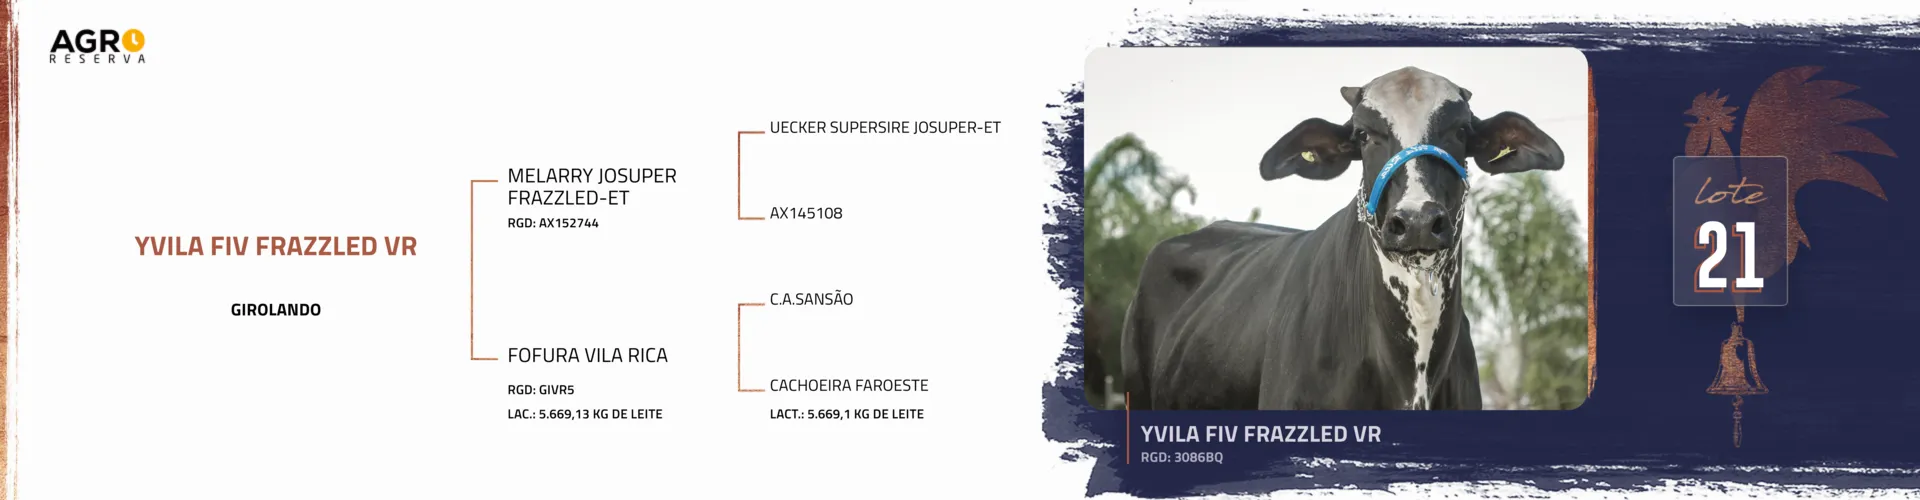 AGRO
RESERVA
YVILA FIV FRAZZLED VR
GIROLANDO
MELARRY JOSUPER
FRAZZLED-ET
RGD: AX152744
FOFURA VILA RICA
RGD: GIVR5
LAC.: 5.669,13 KG DE LEITE
UECKER SUPERSIRE JOSUPER-ET
AX145108
C.A.SANSÃO
CACHOEIRA FAROESTE
LACT.: 5.669,1 KG DE LEITE
lote
21
YVILA FIV FRAZZLED VR
RGD: 3086BQ